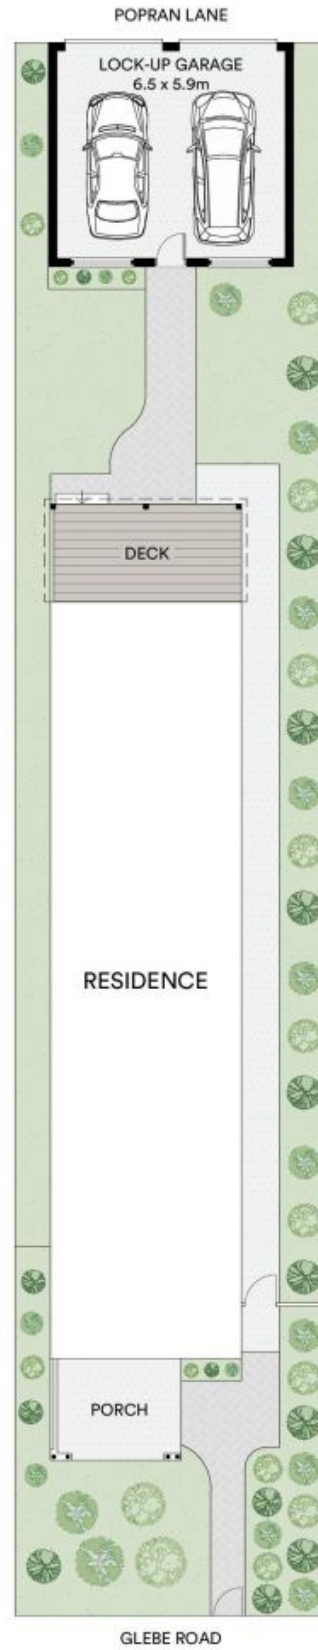 POPRAN LANE
LOCK-UP GARAGE
6.5 x 5.9m
DECK
RESIDENCE
PORCH
GLEBE ROAD